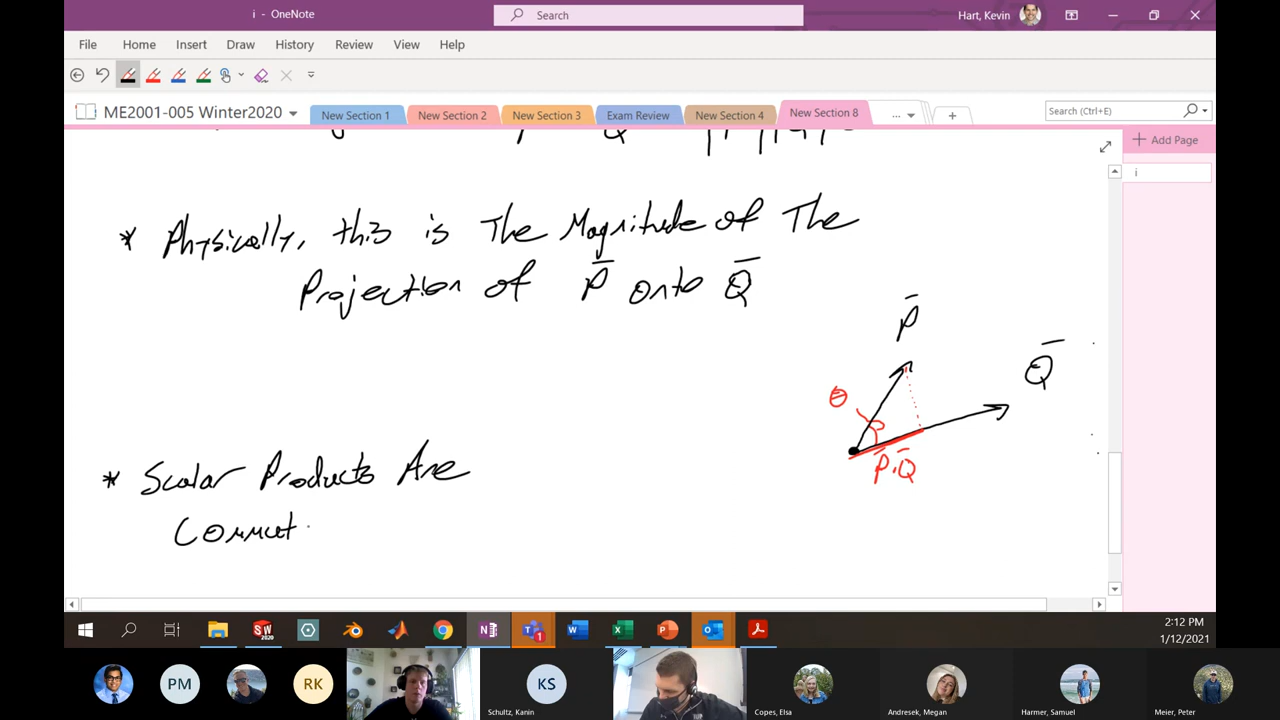 i - OneNote
Search
Hart, Kevin
File Home Insert Draw History Review View Help
ME2001-005 Winter2020
New Section 1 New Section 2 New Section 3 Exam Review New Section 4 New Section 8 ...
Search (Ctrl+E)
Add Page
i
* Physically, this is The Magnitude of The
Projection of P̄ onto Q̄
P̄
Q̄
θ
P̄·Q̄
* Scalar Products Are
Commut
2:12 PM
1/12/2021
PM RK KS
Schultz, Kanin Copes, Elsa Andresek, Megan Harmer, Samuel Meier, Peter